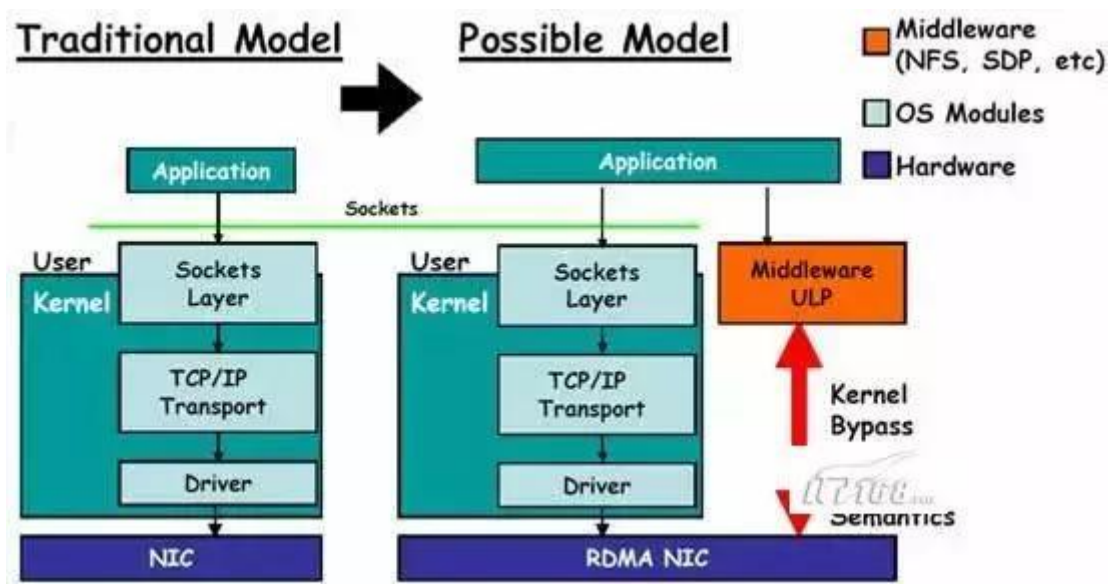 Traditional Model
Possible Model
Middleware
(NFS, SDP, etc)
OS Modules
Hardware
Application
Application
Sockets
User
Kernel
Sockets
Layer
TCP/IP
Transport
Driver
NIC
User
Kernel
Sockets
Layer
TCP/IP
Transport
Driver
RDMA NIC
Middleware
ULP
Kernel
Bypass
Semantics